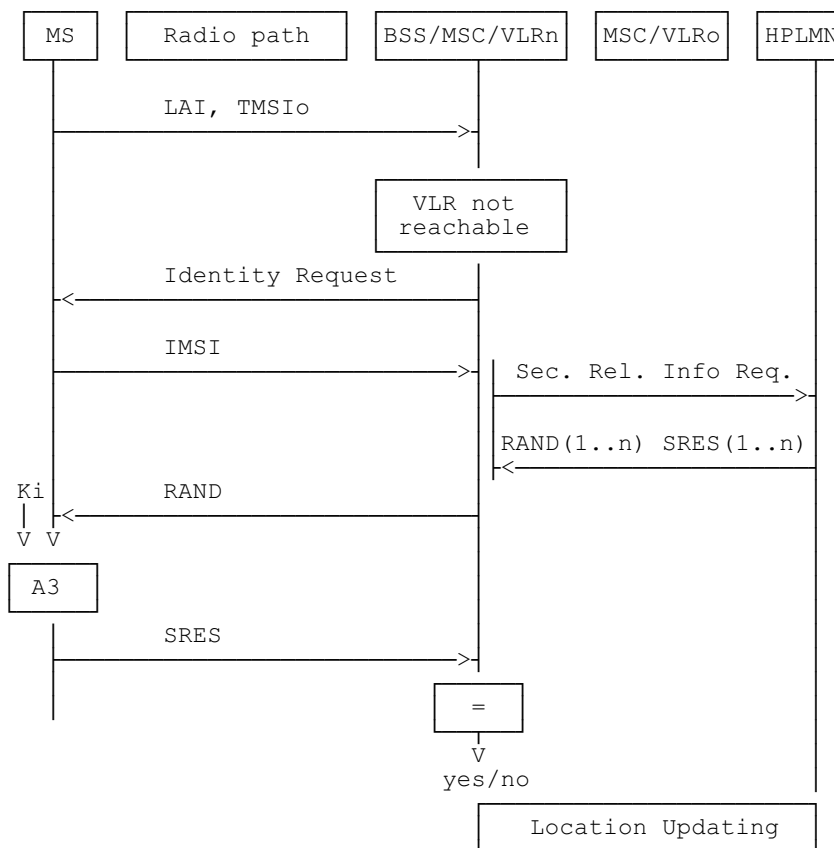 MS Radio path BSS/MSC/VLRn MSC/VLRo HPLMN
LAI, TMSIo
VLR not
reachable
Identity Request
IMSI
Sec. Rel. Info Req.
RAND(1..n) SRES(1..n)
Ki RAND
V V
A3
SRES
=
V
yes/no
Location Updating